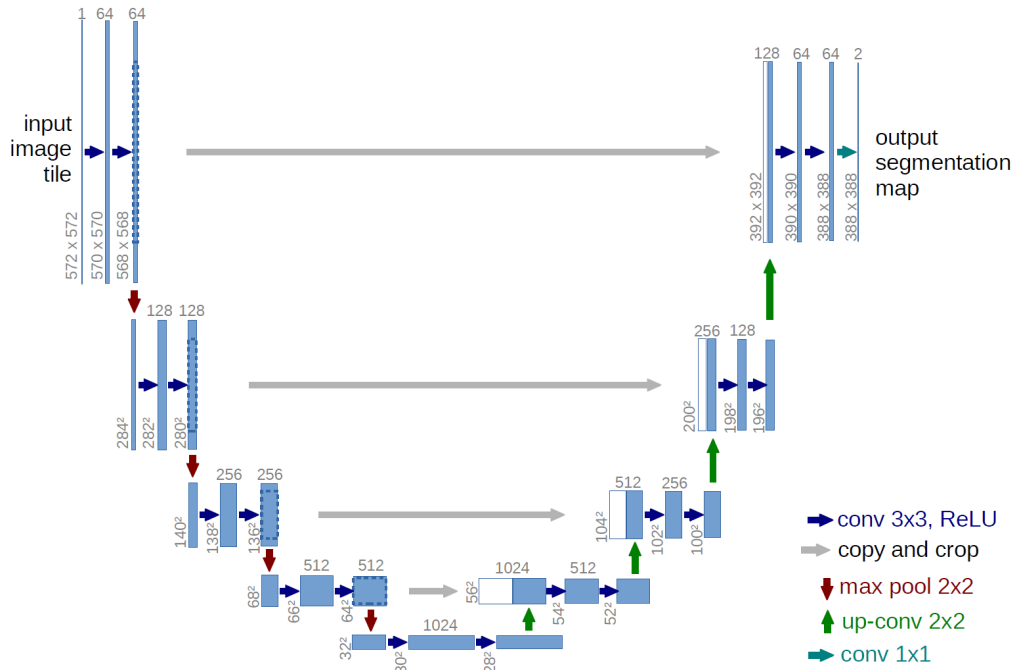 1 64 64
128 64 64 2
input
image
tile
output
segmentation
map
572 x 572
570 x 570
568 x 568
392 x 392
390 x 390
388 x 388
388 x 388
128 128
256 128
284²
282²
280²
200²
198²
196²
256 256
512 256
140²
138²
136²
104²
102²
100²
conv 3x3, ReLU
copy and crop
max pool 2x2
up-conv 2x2
conv 1x1
512 512
1024 512
68²
66²
64²
56²
54²
52²
1024
32²
30²
28²